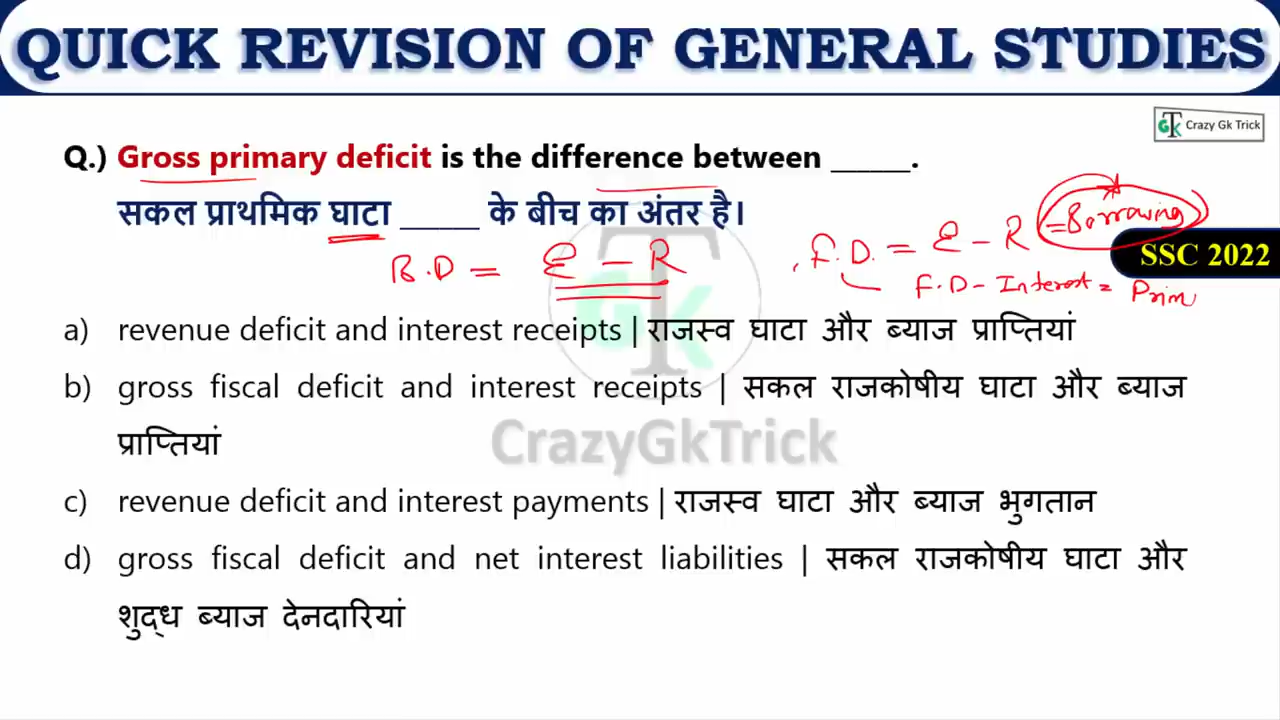 QUICK REVISION OF GENERAL STUDIES
GTK Crazy Gk Trick
Q.) Gross primary deficit is the difference between ______.
सकल प्राथमिक घाटा ______ के बीच का अंतर है।
B.D = E - R
F.D. = E - R = Borrowing
SSC 2022
F.D - Interest = Prim
a) revenue deficit and interest receipts | राजस्व घाटा और ब्याज प्राप्तियां
b) gross fiscal deficit and interest receipts | सकल राजकोषीय घाटा और ब्याज
प्राप्तियां
CrazyGkTrick
c) revenue deficit and interest payments | राजस्व घाटा और ब्याज भुगतान
d) gross fiscal deficit and net interest liabilities | सकल राजकोषीय घाटा और
शुद्ध ब्याज देनदारियां